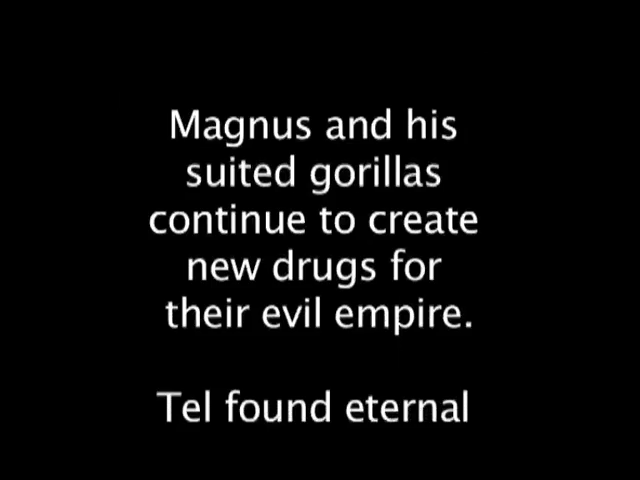 Magnus and his
suited gorillas
continue to create
new drugs for
their evil empire.
Tel found eternal